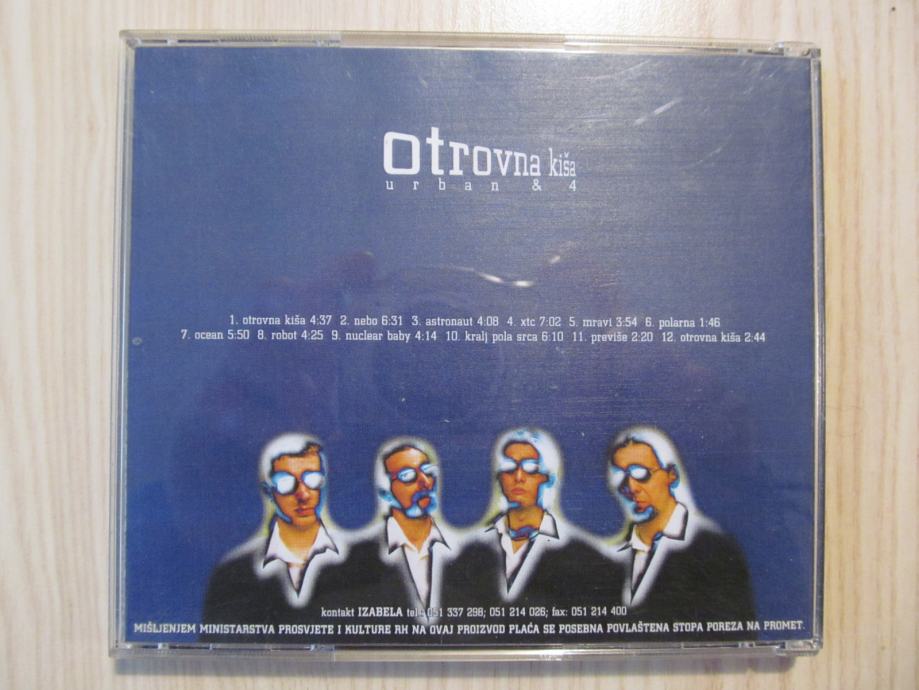 otrovna kiša
urban & 4
1. otrovna kiša 4:37 2. nebo 6:31 3. astronaut 4:08 4. xtc 7:02 5. mravi 3:54 6. polarna 1:46
7. ocean 5:50 8. robot 4:25 9. nuclear baby 4:14 10. kralj pola srca 6:10 11. previše 2:20 12. otrovna kiša 2:44
kontakt IZABELA tel: 051 337 298; 051 214 026; fax: 051 214 400
MIŠLJENJEM MINISTARSTVA PROSVJETE I KULTURE RH NA OVAJ PROIZVOD PLAĆA SE POSEBNA POVLAŠTENA STOPA POREZA NA PROMET.